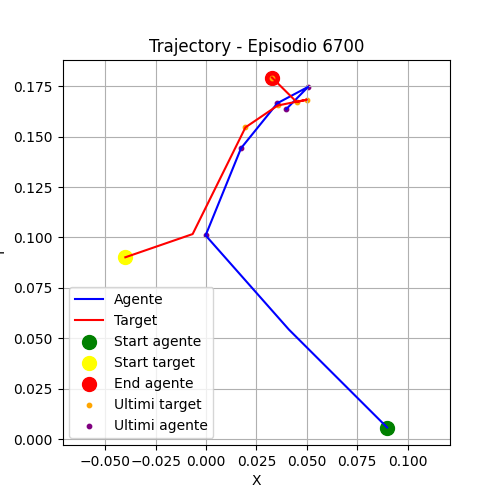 Trajectory - Episodio 6700
0.175
0.150
0.125
0.100
0.075
0.050
0.025
0.000
Agente
Target
Start agente
Start target
End agente
Ultimi target
Ultimi agente
−0.050 −0.025 0.000 0.025 0.050 0.075 0.100
X